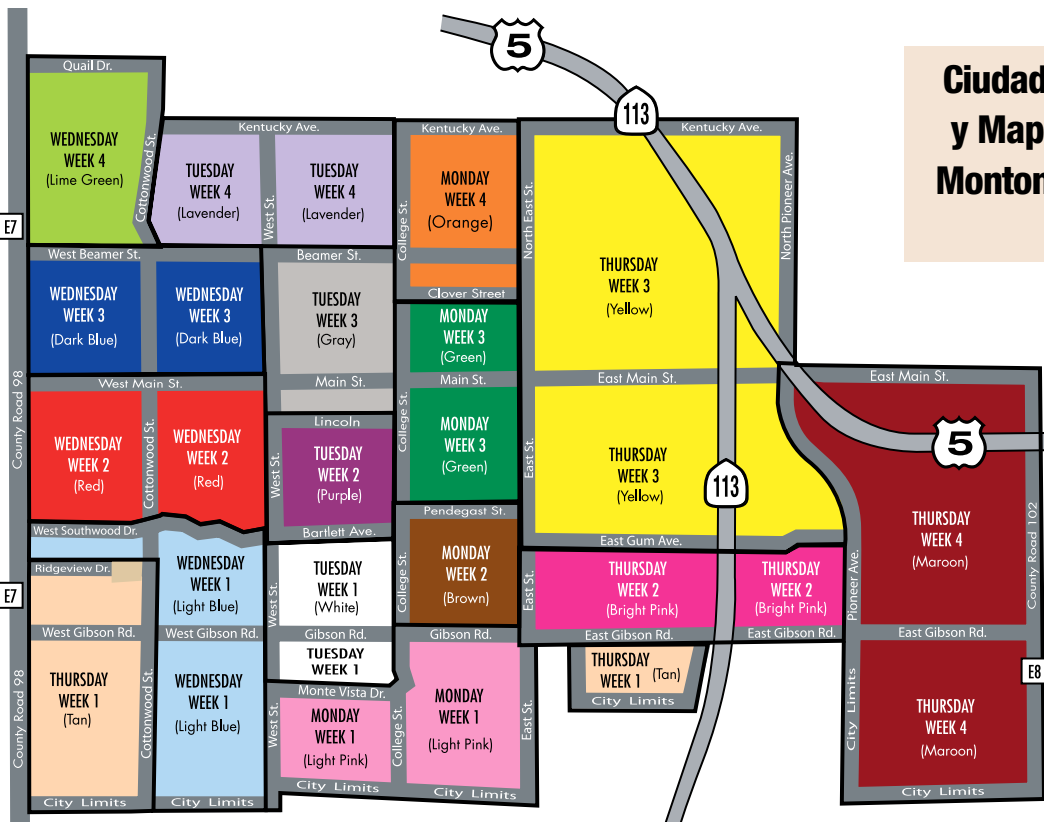 Ciudad
y Map
Monton
5
113
Quail Dr.
Kentucky Ave.
Kentucky Ave.
Kentucky Ave.
WEDNESDAY
WEEK 4
(Lime Green)
Cottonwood St.
TUESDAY
WEEK 4
(Lavender)
West St.
TUESDAY
WEEK 4
(Lavender)
College St.
MONDAY
WEEK 4
(Orange)
North East St.
North Pioneer Ave.
E7
West Beamer St.
Beamer St.
Clover Street
WEDNESDAY
WEEK 3
(Dark Blue)
WEDNESDAY
WEEK 3
(Dark Blue)
TUESDAY
WEEK 3
(Gray)
MONDAY
WEEK 3
(Green)
THURSDAY
WEEK 3
(Yellow)
County Road 98
West Main St.
Main St.
Main St.
East Main St.
East Main St.
WEDNESDAY
WEEK 2
(Red)
Cottonwood St.
WEDNESDAY
WEEK 2
(Red)
Lincoln
West St.
TUESDAY
WEEK 2
(Purple)
College St.
MONDAY
WEEK 3
(Green)
East St.
THURSDAY
WEEK 3
(Yellow)
113
5
West Southwood Dr.
Bartlett Ave.
Pendegast St.
East Gum Ave.
THURSDAY
WEEK 4
(Maroon)
Pioneer Ave.
County Road 102
Ridgeview Dr.
E7
WEDNESDAY
WEEK 1
(Light Blue)
West St.
TUESDAY
WEEK 1
(White)
College St.
MONDAY
WEEK 2
(Brown)
East St.
THURSDAY
WEEK 2
(Bright Pink)
THURSDAY
WEEK 2
(Bright Pink)
West Gibson Rd.
West Gibson Rd.
Gibson Rd.
Gibson Rd.
East Gibson Rd.
East Gibson Rd.
East Gibson Rd.
County Road 98
THURSDAY
WEEK 1
(Tan)
Cottonwood St.
WEDNESDAY
WEEK 1
(Light Blue)
TUESDAY
WEEK 1
Monte Vista Dr.
West St.
MONDAY
WEEK 1
(Light Pink)
College St.
MONDAY
WEEK 1
(Light Pink)
East St.
THURSDAY
WEEK 1
(Tan)
City Limits
City Limits
THURSDAY
WEEK 4
(Maroon)
E8
City Limits
City Limits
City Limits
City Limits
City Limits